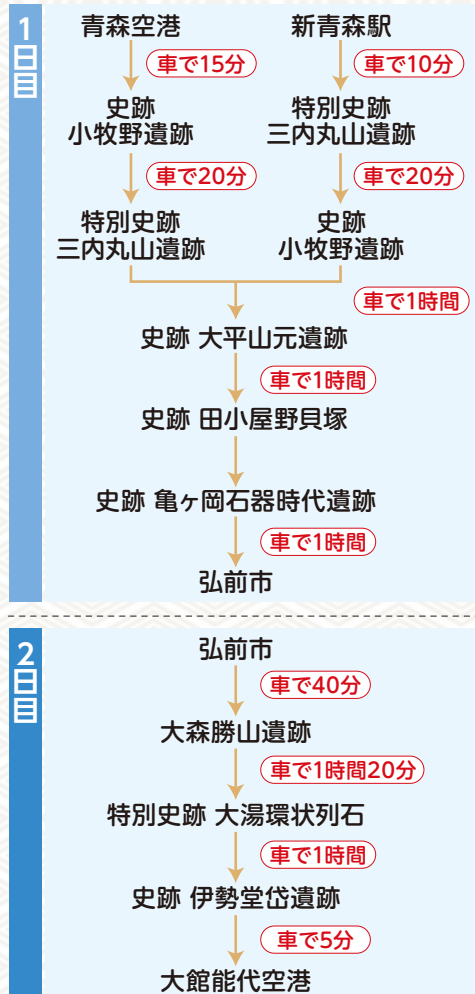 1日目
青森空港
車で15分
史跡
小牧野遺跡
車で20分
特別史跡
三内丸山遺跡
新青森駅
車で10分
特別史跡
三内丸山遺跡
車で20分
史跡
小牧野遺跡
車で1時間
史跡 大平山元遺跡
車で1時間
史跡 田小屋野貝塚
史跡 亀ヶ岡石器時代遺跡
車で1時間
弘前市
2日目
弘前市
車で40分
大森勝山遺跡
車で1時間20分
特別史跡 大湯環状列石
車で1時間
史跡 伊勢堂岱遺跡
車で5分
大館能代空港